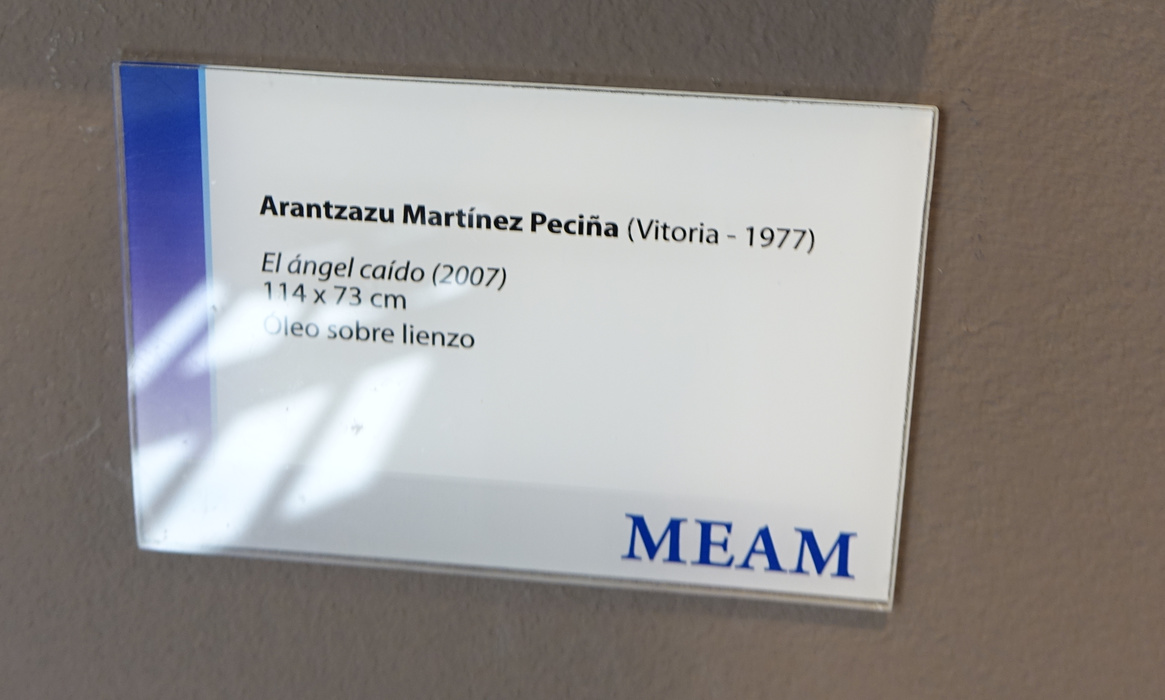 Arantzazu Martínez Peciña (Vitoria - 1977)
El ángel caído (2007)
114 x 73 cm
Óleo sobre lienzo
MEAM